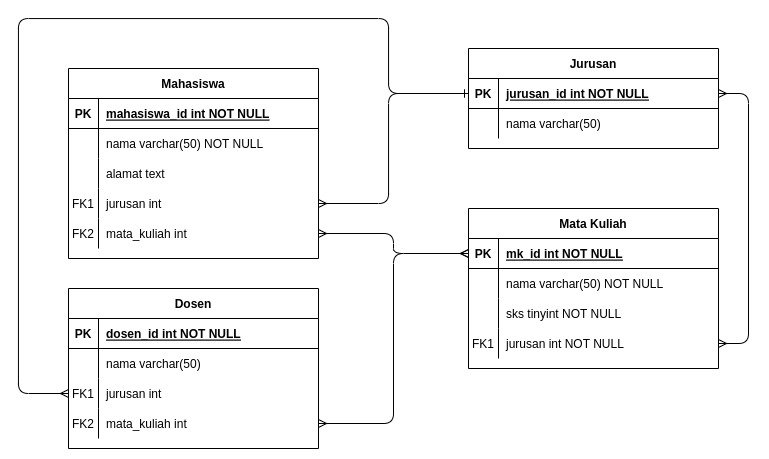 Mahasiswa
PK mahasiswa_id int NOT NULL
nama varchar(50) NOT NULL
alamat text
FK1 jurusan int
FK2 mata_kuliah int
Dosen
PK dosen_id int NOT NULL
nama varchar(50)
FK1 jurusan int
FK2 mata_kuliah int
Jurusan
PK jurusan_id int NOT NULL
nama varchar(50)
Mata Kuliah
PK mk_id int NOT NULL
nama varchar(50) NOT NULL
sks tinyint NOT NULL
FK1 jurusan int NOT NULL